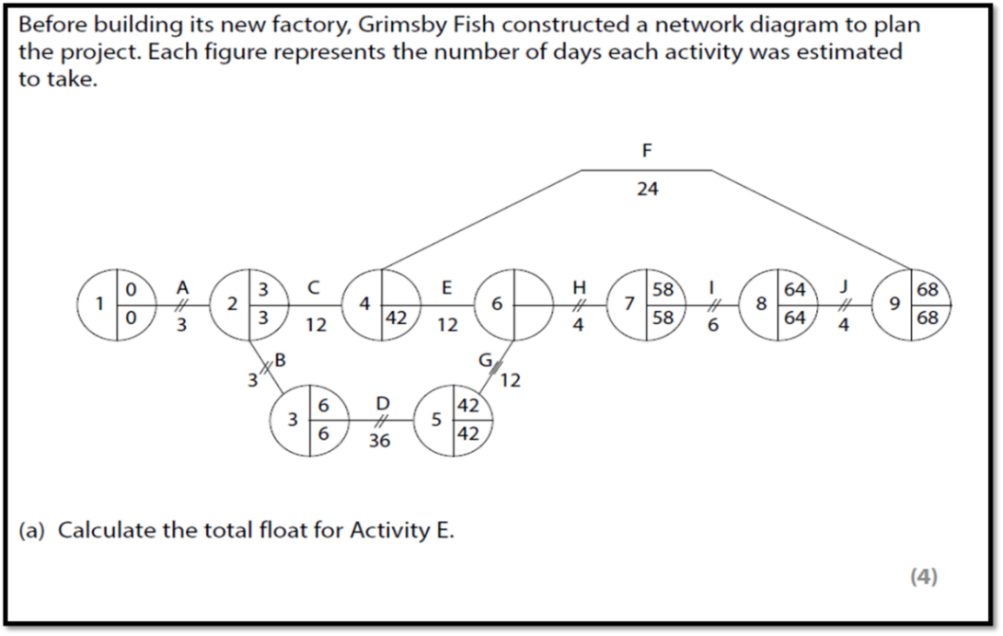 Before building its new factory, Grimsby Fish constructed a network diagram to plan
the project. Each figure represents the number of days each activity was estimated
to take.
F
24
1 0 0
A
3
2 3 3
C
12
4 42
E
12
6
H
4
7 58 58
I
6
8 64 64
J
4
9 68 68
B
3
G
12
3 6 6
D
36
5 42 42
(a) Calculate the total float for Activity E.
(4)